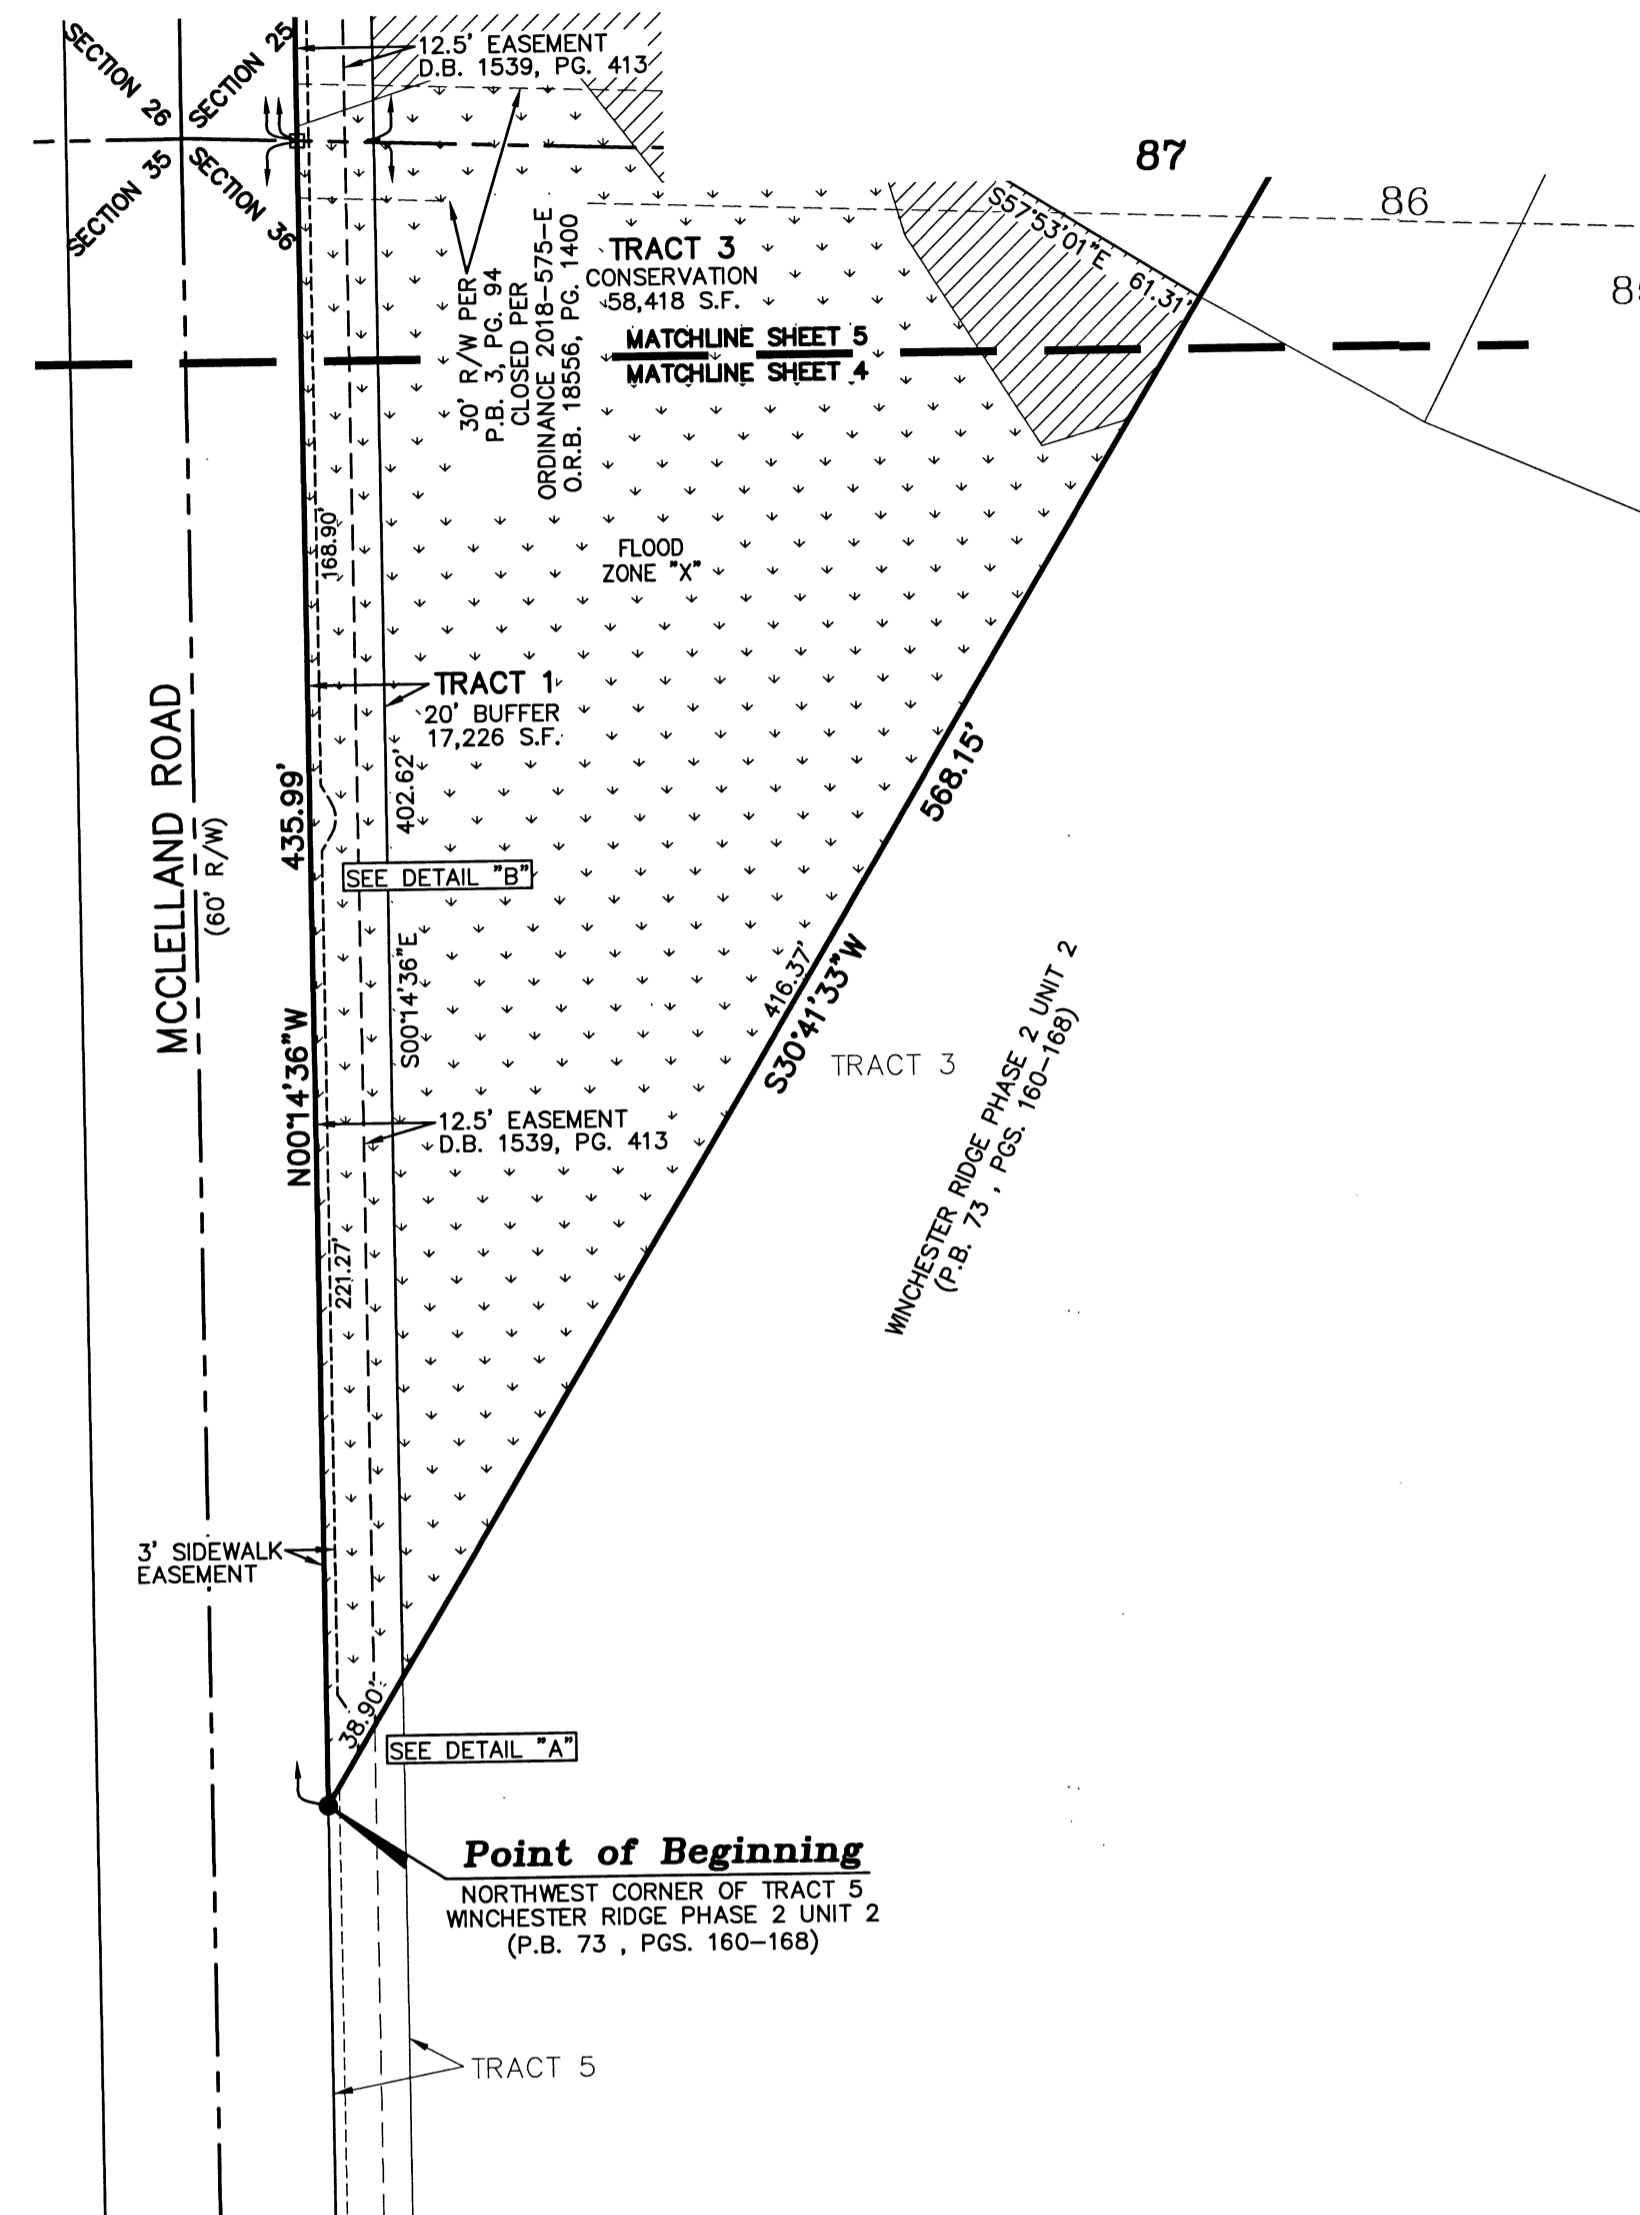 SECTION 26
SECTION 25
SECTION 35
SECTION 36
12.5' EASEMENT
D.B. 1539, PG. 413
87
86
S57°53'01"E 61.31'
TRACT 3
CONSERVATION
58,418 S.F.
30' R/W PER
P.B. 3, PG. 94
CLOSED PER
ORDINANCE 2018-575-E
O.R.B. 18556, PG. 1400
MATCHLINE SHEET 5
MATCHLINE SHEET 4
168.90'
FLOOD
ZONE "X"
TRACT 1
20' BUFFER
17,226 S.F.
MCCLELLAND ROAD
(60' R/W)
435.99'
N00°14'36"W
402.62'
S00°14'36"E
SEE DETAIL "B"
568.15'
416.37'
S30°41'33"W
TRACT 3
WINCHESTER RIDGE PHASE 2 UNIT 2
(P.B. 73 , PGS. 160-168)
12.5' EASEMENT
D.B. 1539, PG. 413
221.27'
3' SIDEWALK
EASEMENT
38.90'
SEE DETAIL "A"
Point of Beginning
NORTHWEST CORNER OF TRACT 5
WINCHESTER RIDGE PHASE 2 UNIT 2
(P.B. 73 , PGS. 160-168)
TRACT 5